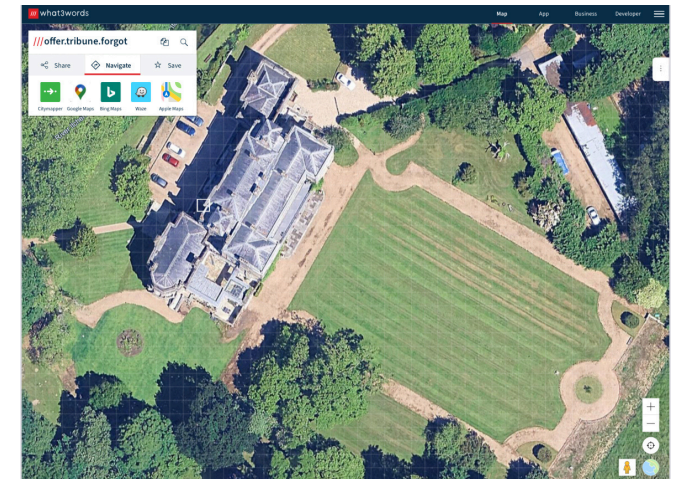 /// what3words
Map
App
Business
Developer
///offer.tribune.forgot
Share
Navigate
Save
Citymapper
Google Maps
Bing Maps
Waze
Apple Maps